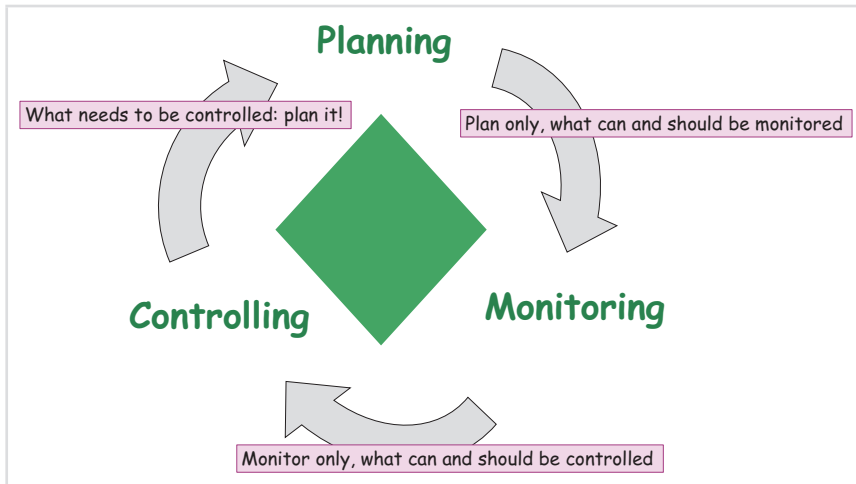 Planning
What needs to be controlled: plan it!
Plan only, what can and should be monitored
Controlling
Monitoring
Monitor only, what can and should be controlled